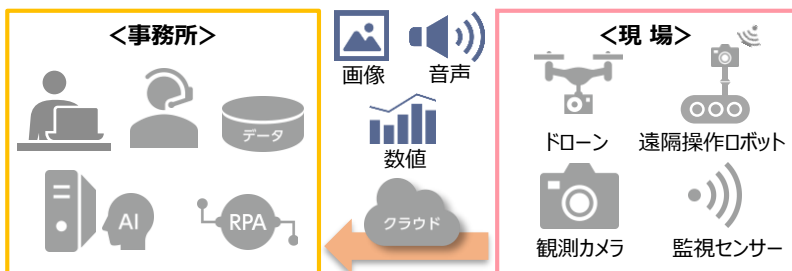 <事務所>
データ
AI
RPA
画像
音声
数値
クラウド
<現 場>
ドローン
遠隔操作ロボット
観測カメラ
監視センサー